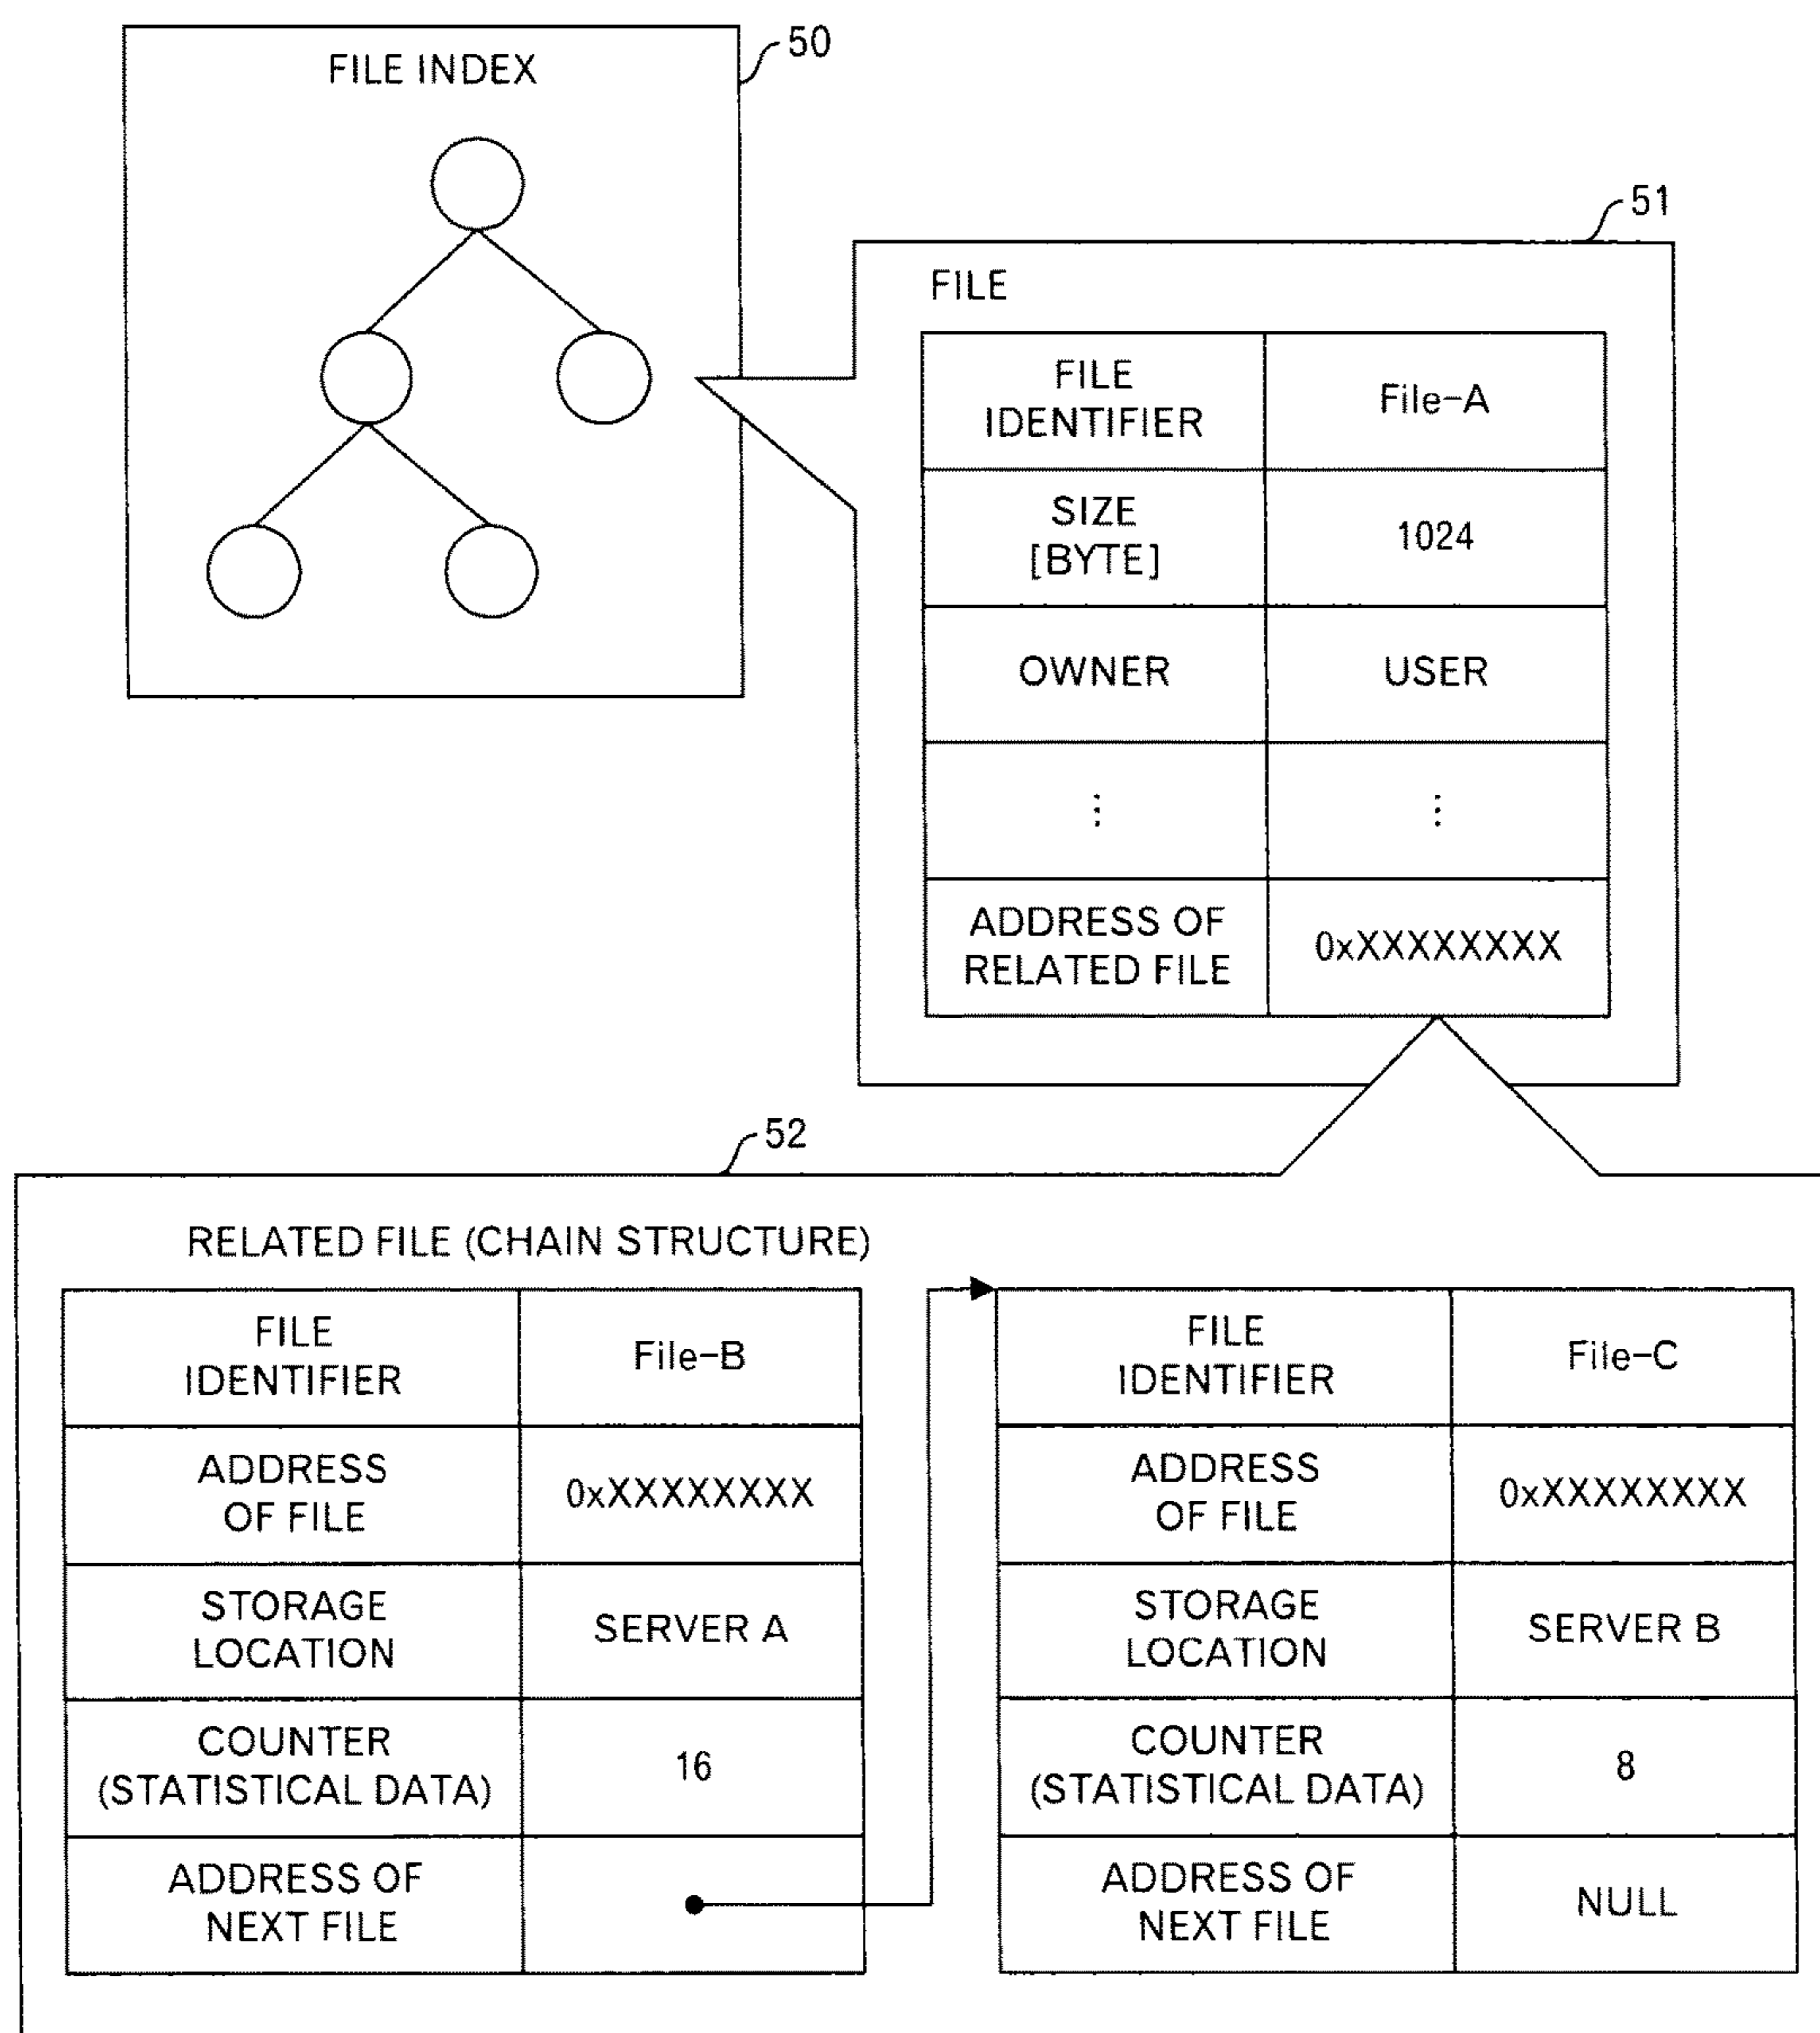 50
FILE INDEX
51
FILE
FILE
IDENTIFIER
File-A
SIZE
[BYTE]
1024
OWNER
USER
⋮
⋮
ADDRESS OF
RELATED FILE
0xXXXXXXXX
52
RELATED FILE (CHAIN STRUCTURE)
FILE
IDENTIFIER
File-B
ADDRESS
OF FILE
0xXXXXXXXX
STORAGE
LOCATION
SERVER A
COUNTER
(STATISTICAL DATA)
16
ADDRESS OF
NEXT FILE
FILE
IDENTIFIER
File-C
ADDRESS
OF FILE
0xXXXXXXXX
STORAGE
LOCATION
SERVER B
COUNTER
(STATISTICAL DATA)
8
ADDRESS OF
NEXT FILE
NULL